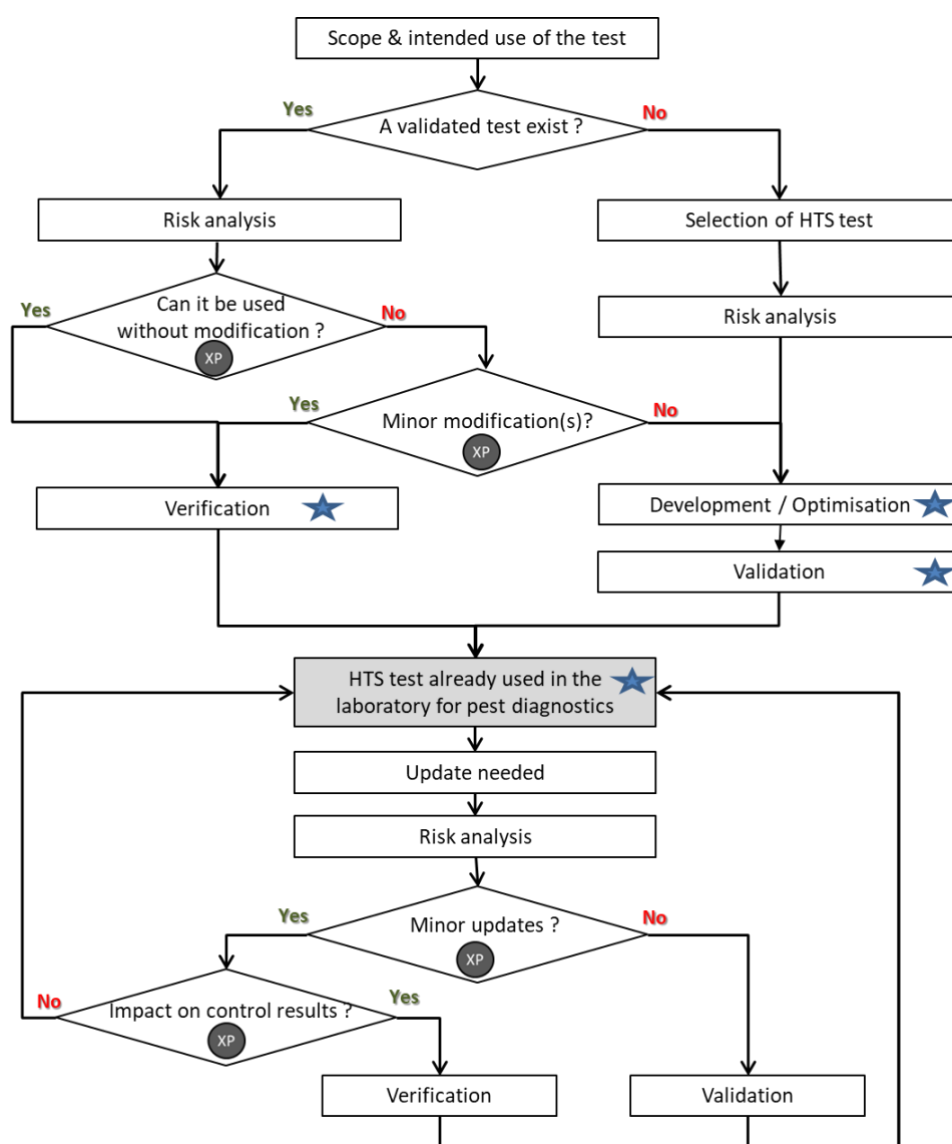 Scope & intended use of the test
Yes
No
A validated test exist ?
Risk analysis
Selection of HTS test
Yes
Can it be used
without modification ?
XP
No
Risk analysis
Yes
Minor modification(s)?
XP
No
Verification
Development / Optimisation
Validation
HTS test already used in the
laboratory for pest diagnostics
Update needed
Risk analysis
Yes
Minor updates ?
XP
No
No
Impact on control results ?
XP
Yes
Verification
Validation